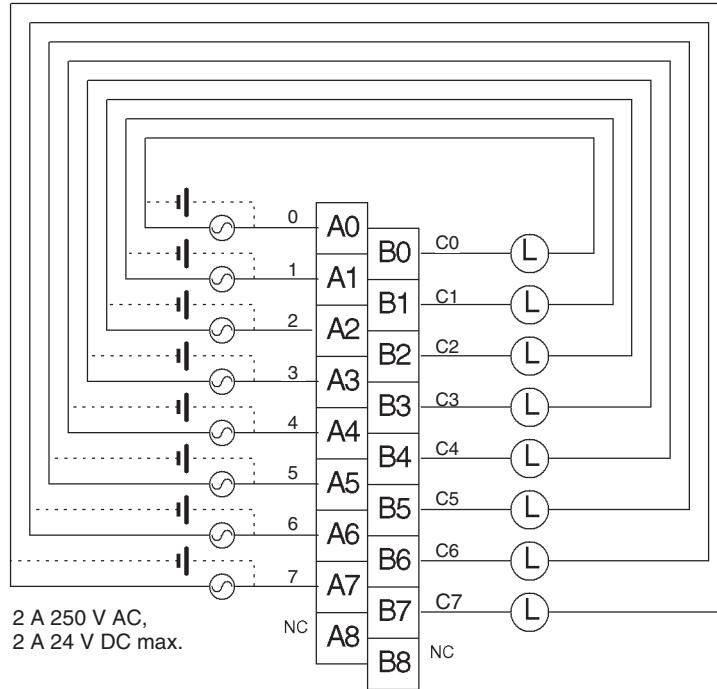 0 A0
B0 C0 L
1 A1
B1 C1 L
2 A2
B2 C2 L
3 A3
B3 C3 L
4 A4
B4 C4 L
5 A5
B5 C5 L
6 A6
B6 C6 L
7 A7
B7 C7 L
NC A8
B8 NC
2 A 250 V AC,
2 A 24 V DC max.